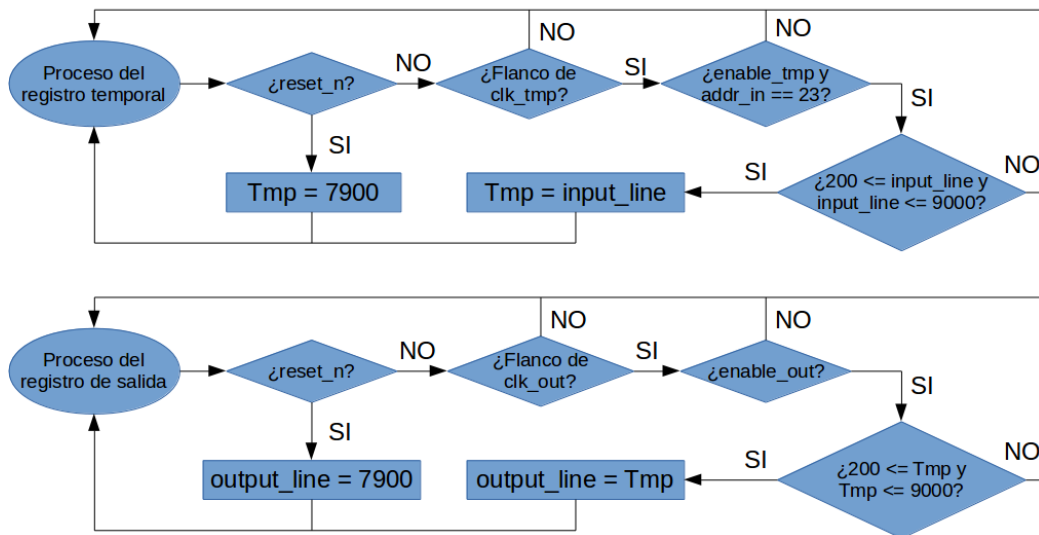 NO
NO
Proceso del
registro temporal
¿reset_n?
NO
¿Flanco de
clk_tmp?
SI
¿enable_tmp y
addr_in == 23?
SI
SI
Tmp = 7900
Tmp = input_line
SI
¿200 <= input_line y
input_line <= 9000?
NO
NO
NO
Proceso del
registro de salida
¿reset_n?
NO
¿Flanco de
clk_out?
SI
¿enable_out?
SI
SI
output_line = 7900
output_line = Tmp
SI
¿200 <= Tmp y
Tmp <= 9000?
NO